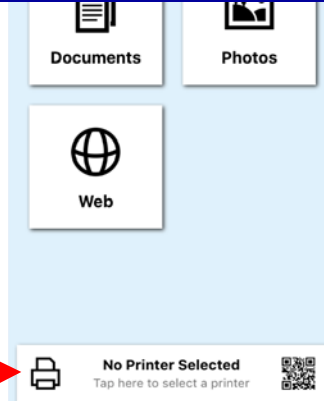 Documents
Photos
Web
No Printer Selected
Tap here to select a printer